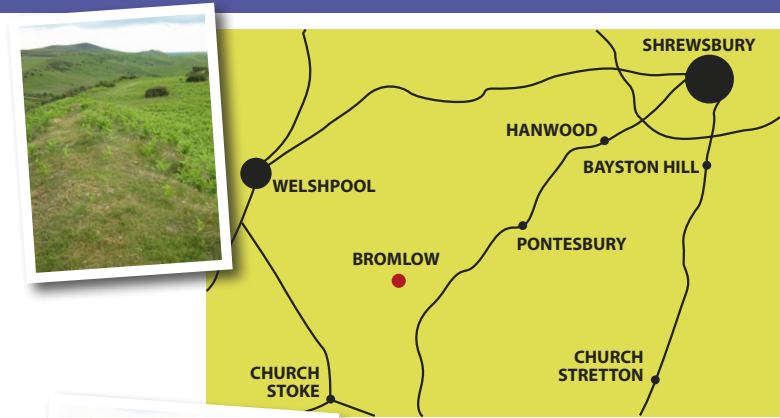 SHREWSBURY
HANWOOD
BAYSTON HILL
WELSHPOOL
PONTESBURY
BROMLOW
CHURCH
STOKE
CHURCH
STRETTON